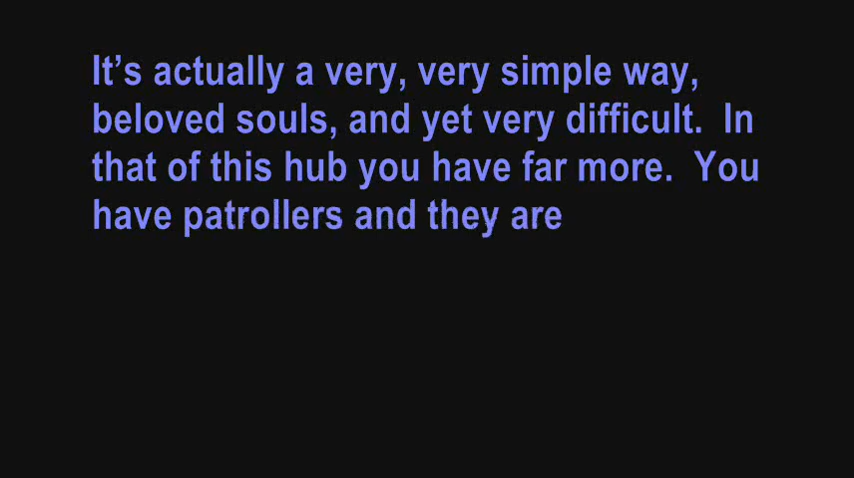 It’s actually a very, very simple way,
beloved souls, and yet very difficult.  In
that of this hub you have far more.  You
have patrollers and they are